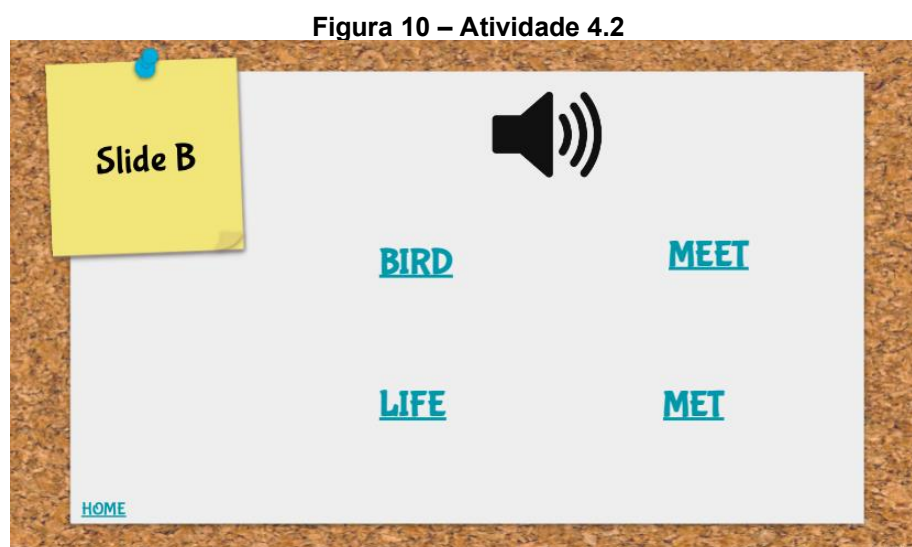 Figura 10 – Atividade 4.2
Slide B
BIRD
MEET
LIFE
MET
HOME